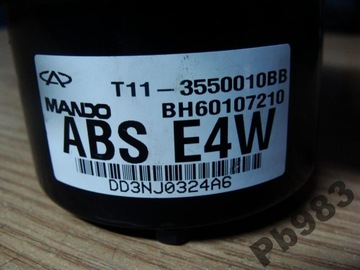 T11-3550010BB
MANDO BH60107210
ABS E4W
DD3NJ0324A6
Pb983